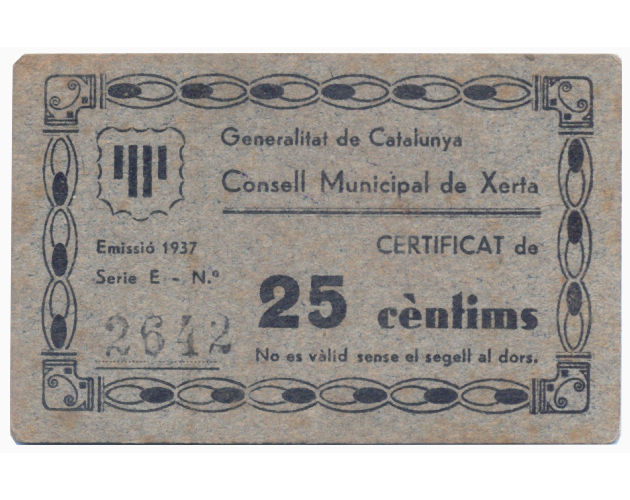 Generalitat de Catalunya
Consell Municipal de Xerta
Emissió 1937
CERTIFICAT de
Serie E - N.º
2642
25 cèntims
No es vàlid sense el segell al dors.